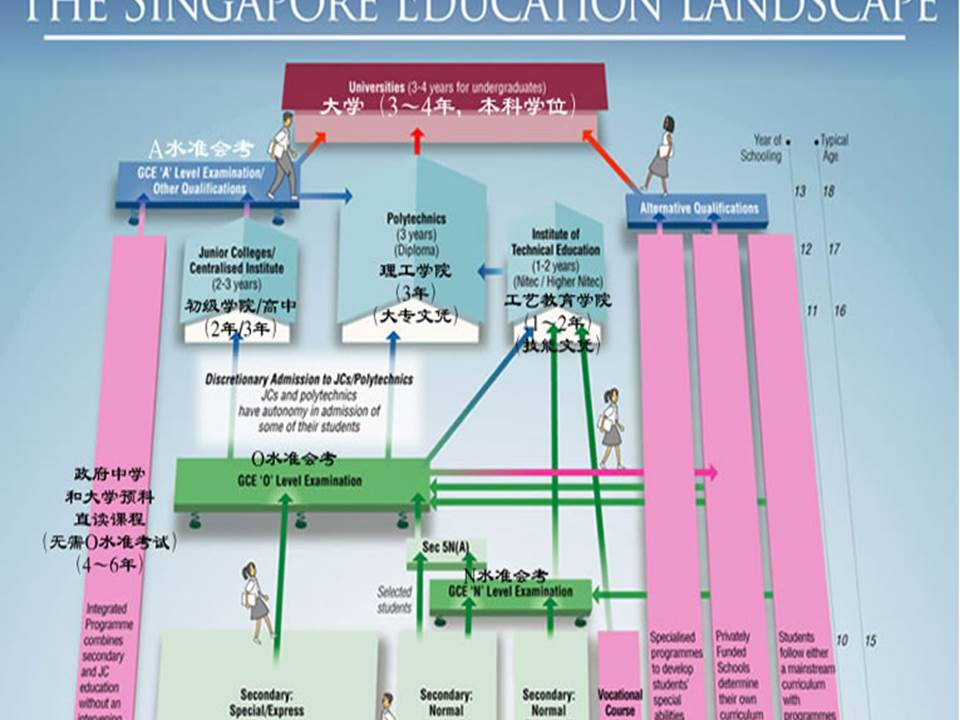 THE SINGAPORE EDUCATION LANDSCAPE
Universities (3-4 years for undergraduates)
大学（3～4年，本科学位）
A水准会考
GCE 'A' Level Examination/
Other Qualifications
Year of
Schooling
Typical
Age
13 18
Alternative Qualifications
Polytechnics
(3 years)
(Diploma)
理工学院
(3年)
(大专文凭)
Institute of
Technical Education
(1-2 years)
(Nitec / Higher Nitec)
工艺教育学院
(1～2年)
(技能文凭)
Junior Colleges/
Centralised Institute
(2-3 years)
初级学院/高中
(2年/3年)
12 17
11 16
Discretionary Admission to JCs/Polytechnics
JCs and polytechnics
have autonomy in admission of
some of their students
O水准会考
GCE 'O' Level Examination
政府中学
和大学预科
直读课程
(无需O水准考试)
(4～6年)
Sec 5N(A)
N水准会考
GCE 'N' Level Examination
Selected
students
Integrated
Programme
combines
secondary
and JC
education
without an
intervening
Secondary:
Special/Express
Secondary:
Normal
Secondary:
Normal
Vocational
Course
Specialised
programmes
to develop
students'
special
abilities
Privately
Funded
Schools
determine
their own
curriculum
Students
follow either
a mainstream
curriculum
with
programmes
10 15